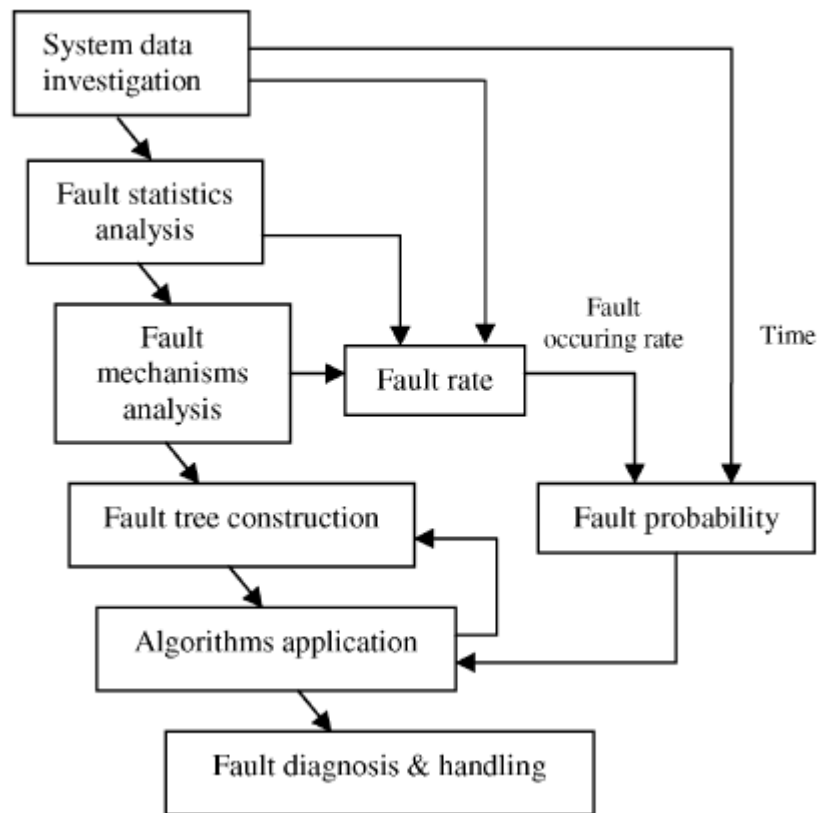 System data
investigation
Fault statistics
analysis
Fault
mechanisms
analysis
Fault rate
Fault
occuring rate
Time
Fault tree construction
Fault probability
Algorithms application
Fault diagnosis & handling